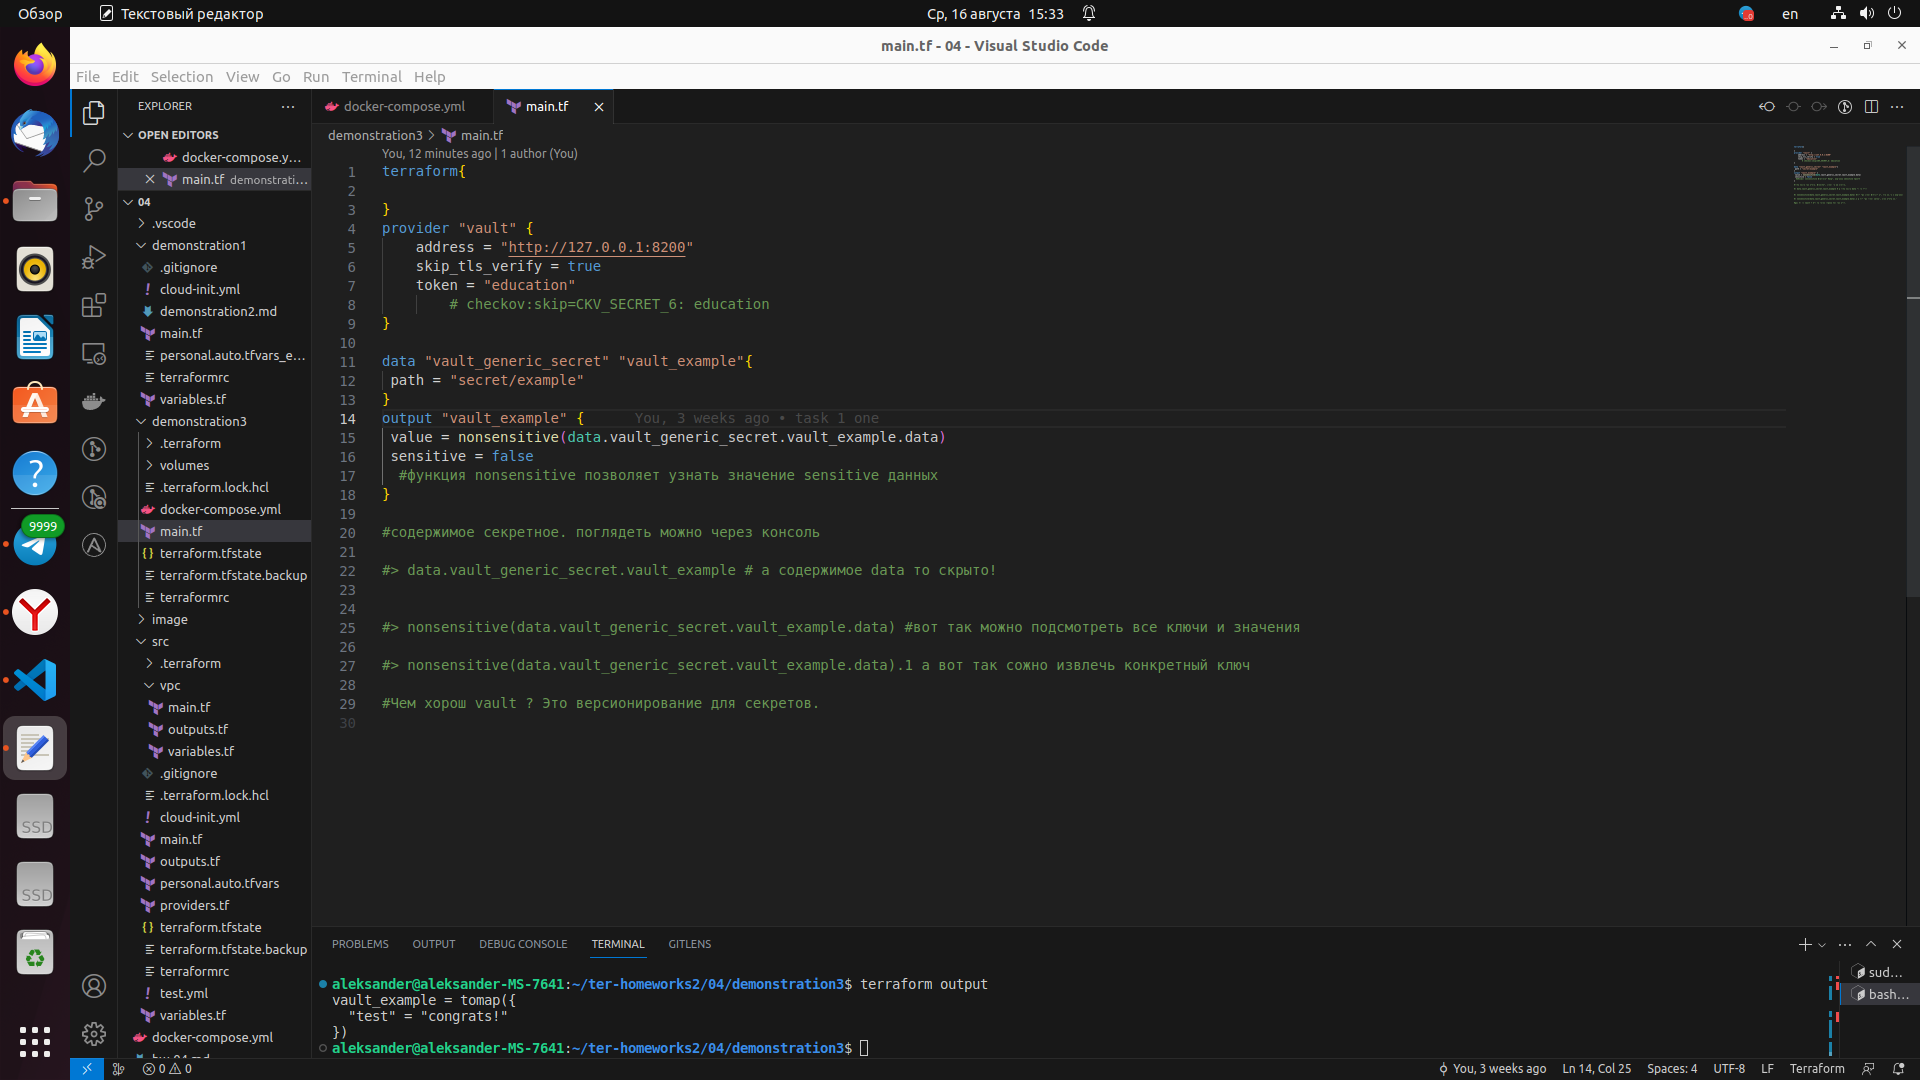 Обзор
Текстовый редактор
Ср, 16 августа 15:33
en
main.tf - 04 - Visual Studio Code
File Edit Selection View Go Run Terminal Help
EXPLORER
OPEN EDITORS
docker-compose.y...
main.tf demonstrati...
04
.vscode
demonstration1
.gitignore
cloud-init.yml
demonstration2.md
main.tf
personal.auto.tfvars_e...
terraformrc
variables.tf
demonstration3
.terraform
volumes
.terraform.lock.hcl
docker-compose.yml
main.tf
terraform.tfstate
terraform.tfstate.backup
terraformrc
image
src
.terraform
vpc
main.tf
outputs.tf
variables.tf
.gitignore
.terraform.lock.hcl
cloud-init.yml
main.tf
outputs.tf
personal.auto.tfvars
providers.tf
terraform.tfstate
terraform.tfstate.backup
terraformrc
test.yml
variables.tf
docker-compose.yml
9999
SSD
SSD
docker-compose.yml
main.tf
demonstration3 > main.tf
You, 12 minutes ago | 1 author (You)
1 terraform{
2
3 }
4 provider "vault" {
5 address = "http://127.0.0.1:8200"
6 skip_tls_verify = true
7 token = "education"
8 # checkov:skip=CKV_SECRET_6: education
9 }
10
11 data "vault_generic_secret" "vault_example"{
12 path = "secret/example"
13 }
14 output "vault_example" { You, 3 weeks ago • task 1 one
15 value = nonsensitive(data.vault_generic_secret.vault_example.data)
16 sensitive = false
17 #функция nonsensitive позволяет узнать значение sensitive данных
18 }
19
20 #содержимое секретное. поглядеть можно через консоль
21
22 #> data.vault_generic_secret.vault_example # а содержимое data то скрыто!
23
24
25 #> nonsensitive(data.vault_generic_secret.vault_example.data) #вот так можно подсмотреть все ключи и значения
26
27 #> nonsensitive(data.vault_generic_secret.vault_example.data).1 а вот так сожно извлечь конкретный ключ
28
29 #Чем хорош vault ? Это версионирование для секретов.
30
PROBLEMS OUTPUT DEBUG CONSOLE TERMINAL GITLENS
aleksander@aleksander-MS-7641:~/ter-homeworks2/04/demonstration3$ terraform output
vault_example = tomap({
"test" = "congrats!"
})
aleksander@aleksander-MS-7641:~/ter-homeworks2/04/demonstration3$
sud...
bash...
0 0
You, 3 weeks ago Ln 14, Col 25 Spaces: 4 UTF-8 LF Terraform